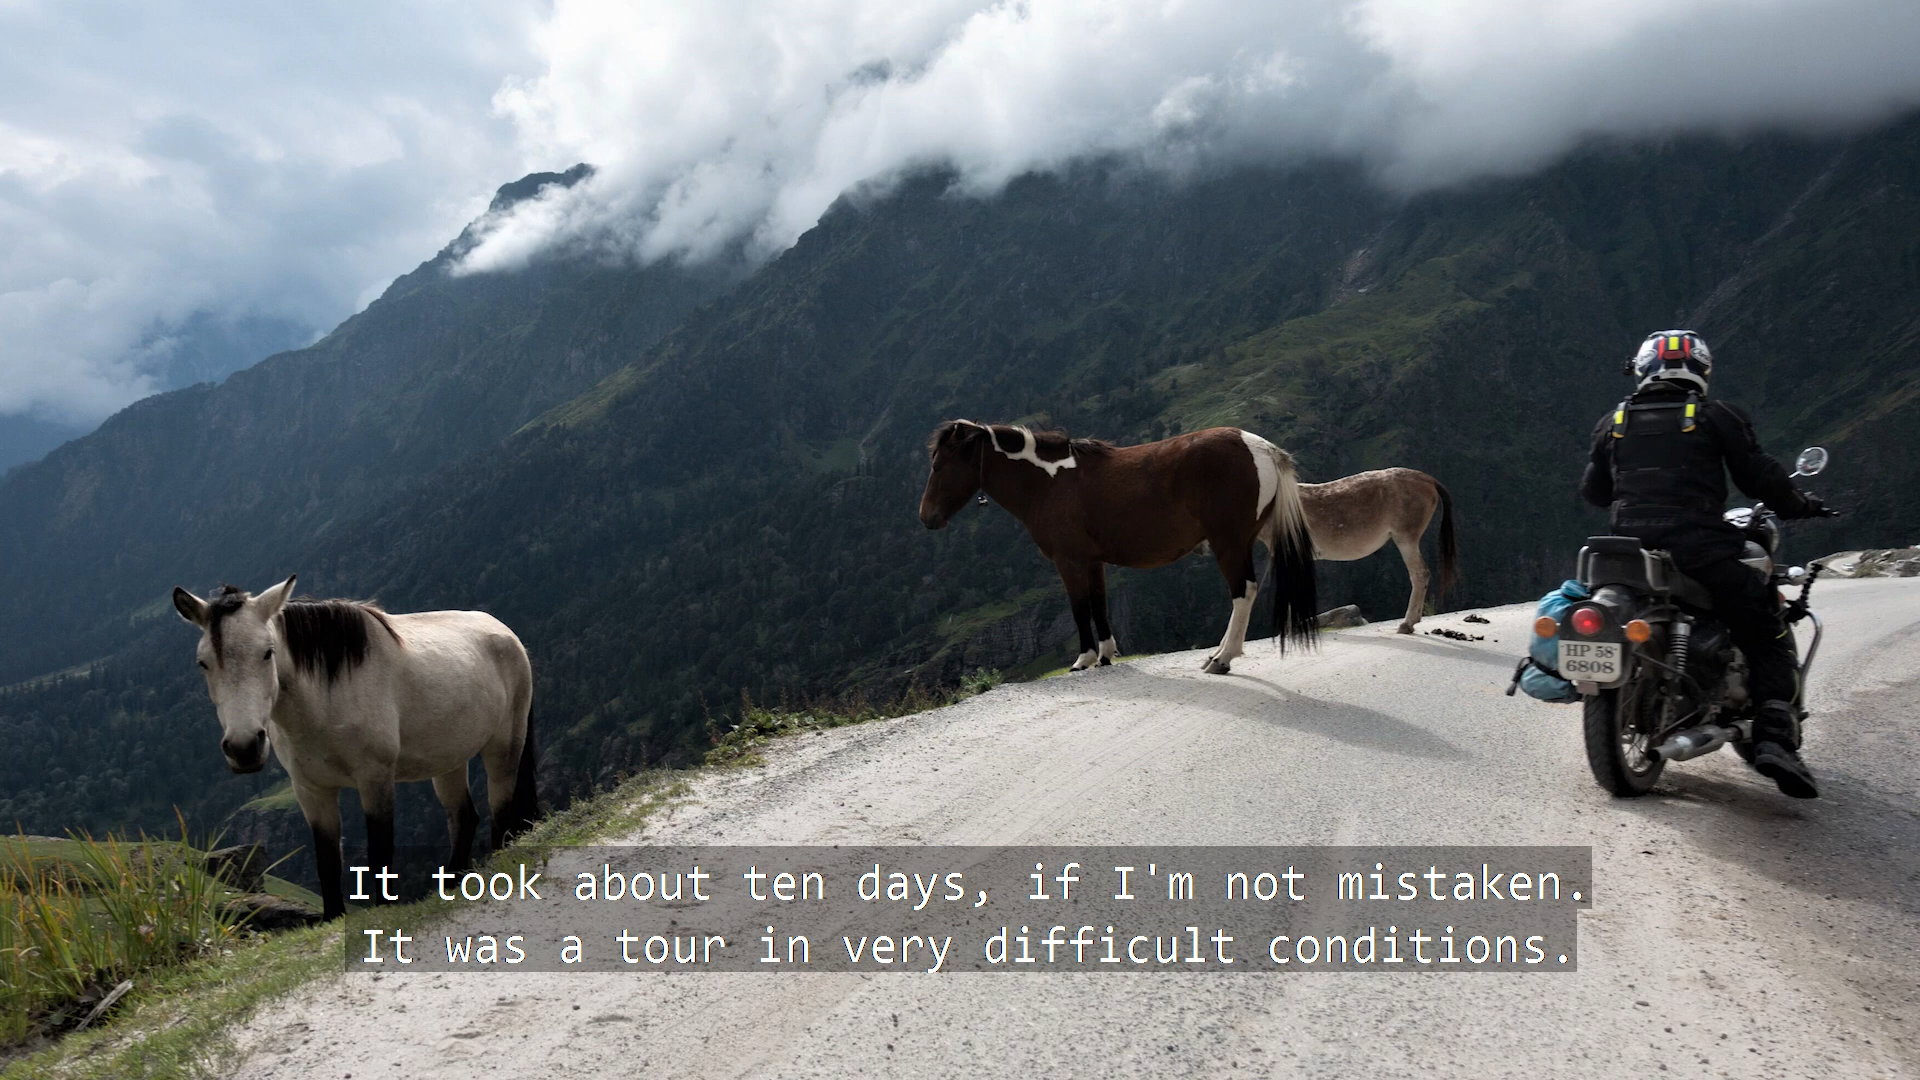 HP 58
6808
It took about ten days, if I'm not mistaken.
It was a tour in very difficult conditions.